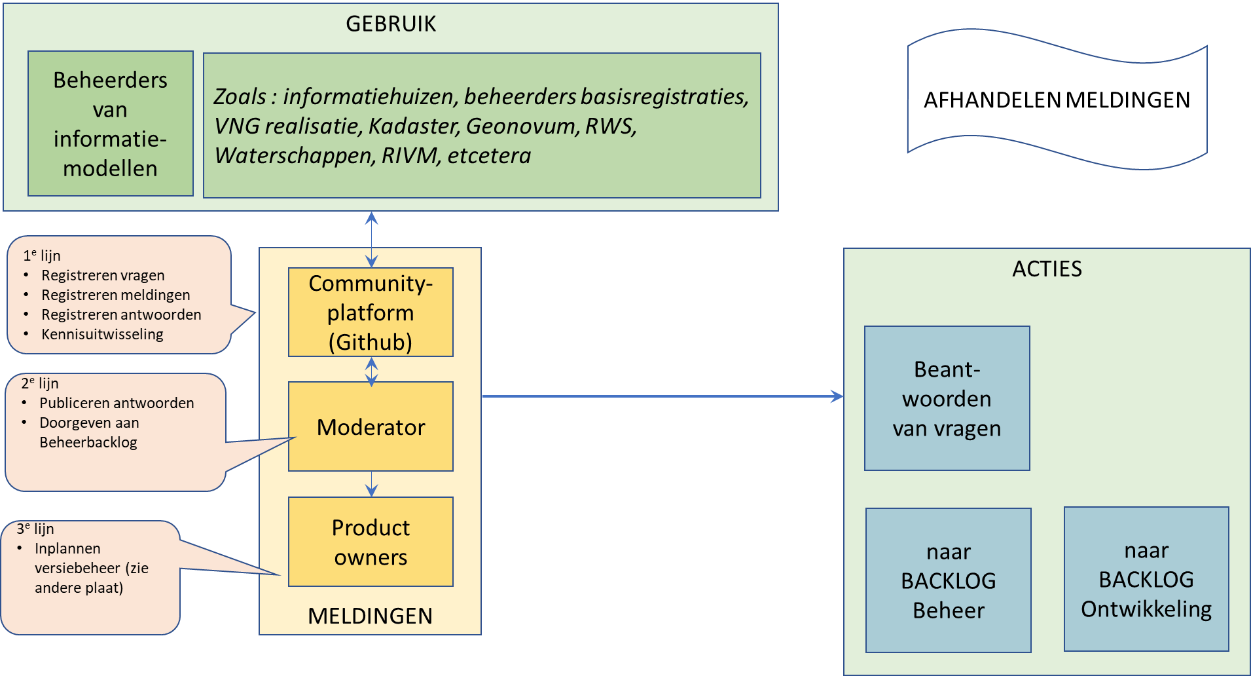 GEBRUIK
Beheerders
van
informatie-
modellen
Zoals : informatiehuizen, beheerders basisregistraties,
VNG realisatie, Kadaster, Geonovum, RWS,
Waterschappen, RIVM, etcetera
AFHANDELEN MELDINGEN
1e lijn
• Registreren vragen
• Registreren meldingen
• Registreren antwoorden
• Kennisuitwisseling
2e lijn
• Publiceren antwoorden
• Doorgeven aan
Beheerbacklog
3e lijn
• Inplannen
versiebeheer (zie
andere plaat)
Community-
platform
(Github)
Moderator
Product
owners
MELDINGEN
ACTIES
Beant-
woorden
van vragen
naar
BACKLOG
Beheer
naar
BACKLOG
Ontwikkeling